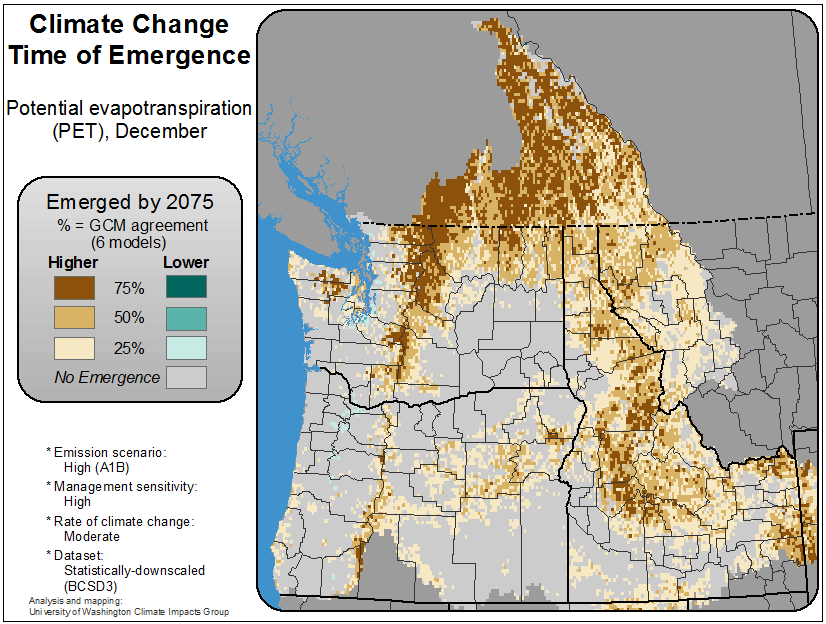 Climate Change
Time of Emergence
Potential evapotranspiration
(PET), December
Emerged by 2075
% = GCM agreement
(6 models)
Higher Lower
75%
50%
25%
No Emergence
* Emission scenario:
High (A1B)
* Management sensitivity:
High
* Rate of climate change:
Moderate
* Dataset:
Statistically-downscaled
(BCSD3)
Analysis and mapping:
University of Washington Climate Impacts Group